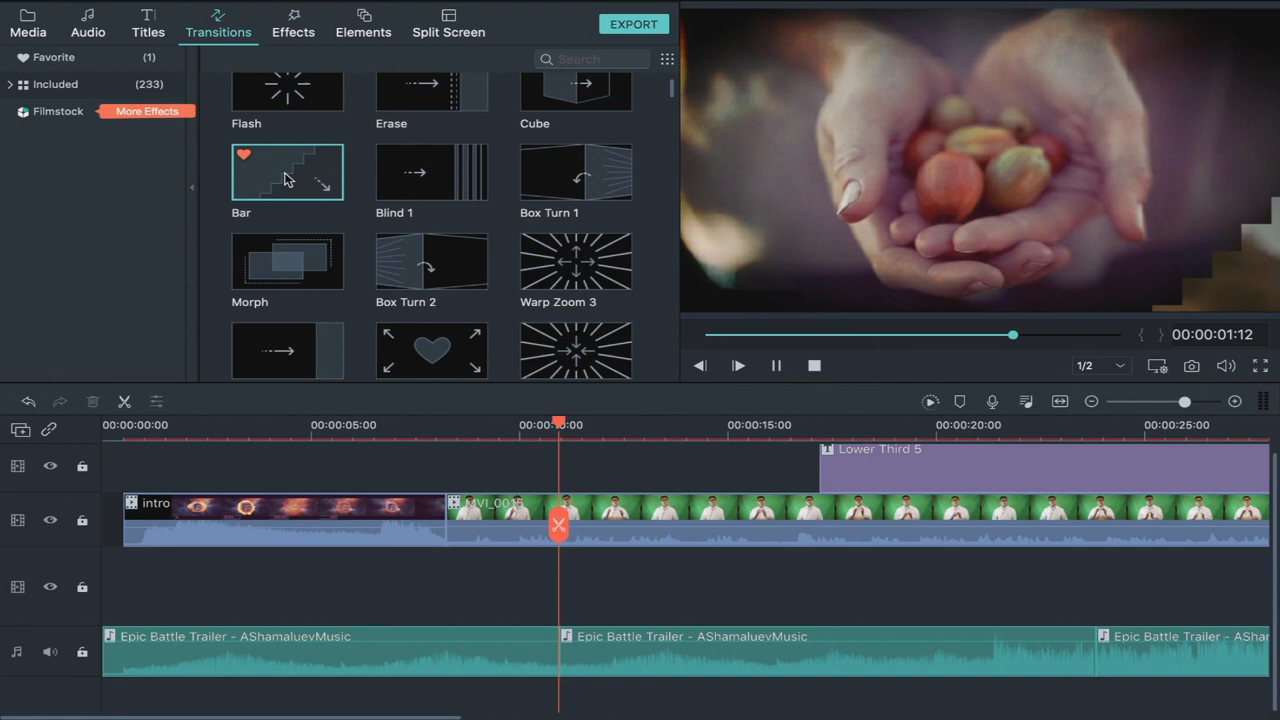 Media Audio Titles Transitions Effects Elements Split Screen EXPORT
Favorite (1)
Included (233)
Filmstock More Effects
Search
Flash Erase Cube
Bar Blind 1 Box Turn 1
Morph Box Turn 2 Warp Zoom 3
00:00:01:12
1/2
00:00:00:00 00:00:05:00 00:00:10:00 00:00:15:00 00:00:20:00 00:00:25:00
Lower Third 5
intro MVI_0015
Epic Battle Trailer - AShamaluevMusic Epic Battle Trailer - AShamaluevMusic Epic Battle Trailer - AShar